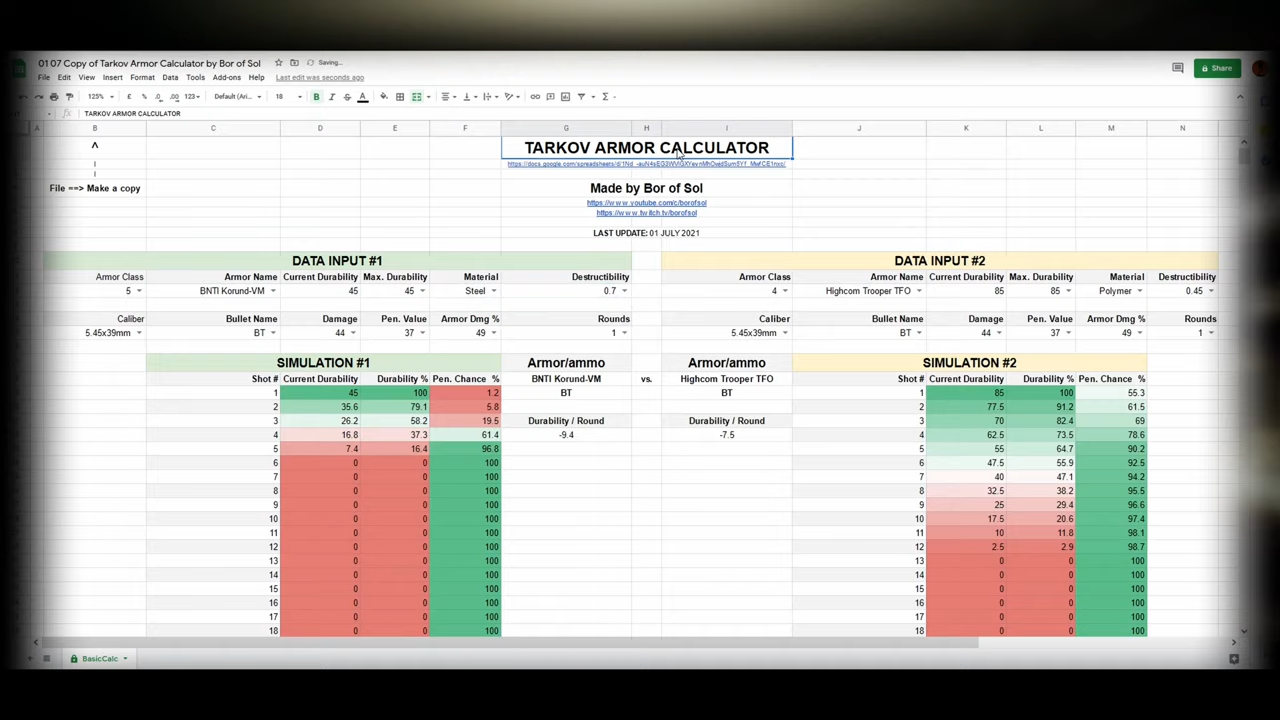 01 07 Copy of Tarkov Armor Calculator by Bor of Sol Saving...
File Edit View Insert Format Data Tools Add-ons Help Last edit was seconds ago
Share
125% £ % .0 .00 123 Default (Ari... 18 B I S A
TARKOV ARMOR CALCULATOR
A B C D E F G H I J K L M N
^ TARKOV ARMOR CALCULATOR
|
|
File ==> Make a copy Made by Bor of Sol
https://www.youtube.com/c/borofsol
https://www.twitch.tv/borofsol
LAST UPDATE: 01 JULY 2021
DATA INPUT #1 DATA INPUT #2
Armor Class Armor Name Current Durability Max. Durability Material Destructibility Armor Class Armor Name Current Durability Max. Durability Material Destructibility
5 BNTI Korund-VM 45 45 Steel 0.7 4 Highcom Trooper TFO 85 85 Polymer 0.45
Caliber Bullet Name Damage Pen. Value Armor Dmg % Rounds Caliber Bullet Name Damage Pen. Value Armor Dmg % Rounds
5.45x39mm BT 44 37 49 1 5.45x39mm BT 44 37 49 1
SIMULATION #1 Armor/ammo Armor/ammo SIMULATION #2
Shot # Current Durability Durability % Pen. Chance % BNTI Korund-VM vs. Highcom Trooper TFO Shot # Current Durability Durability % Pen. Chance %
1 45 100 1.2 BT BT 1 85 100 55.3
2 35.6 79.1 5.8 2 77.5 91.2 61.5
3 26.2 58.2 19.5 Durability / Round Durability / Round 3 70 82.4 69
4 16.8 37.3 61.4 -9.4 -7.5 4 62.5 73.5 78.6
5 7.4 16.4 96.8 5 55 64.7 90.2
6 0 0 100 6 47.5 55.9 92.5
7 0 0 100 7 40 47.1 94.2
8 0 0 100 8 32.5 38.2 95.5
9 0 0 100 9 25 29.4 96.6
10 0 0 100 10 17.5 20.6 97.4
11 0 0 100 11 10 11.8 98.1
12 0 0 100 12 2.5 2.9 98.7
13 0 0 100 13 0 0 100
14 0 0 100 14 0 0 100
15 0 0 100 15 0 0 100
16 0 0 100 16 0 0 100
17 0 0 100 17 0 0 100
18 0 0 100 18 0 0 100
BasicCalc